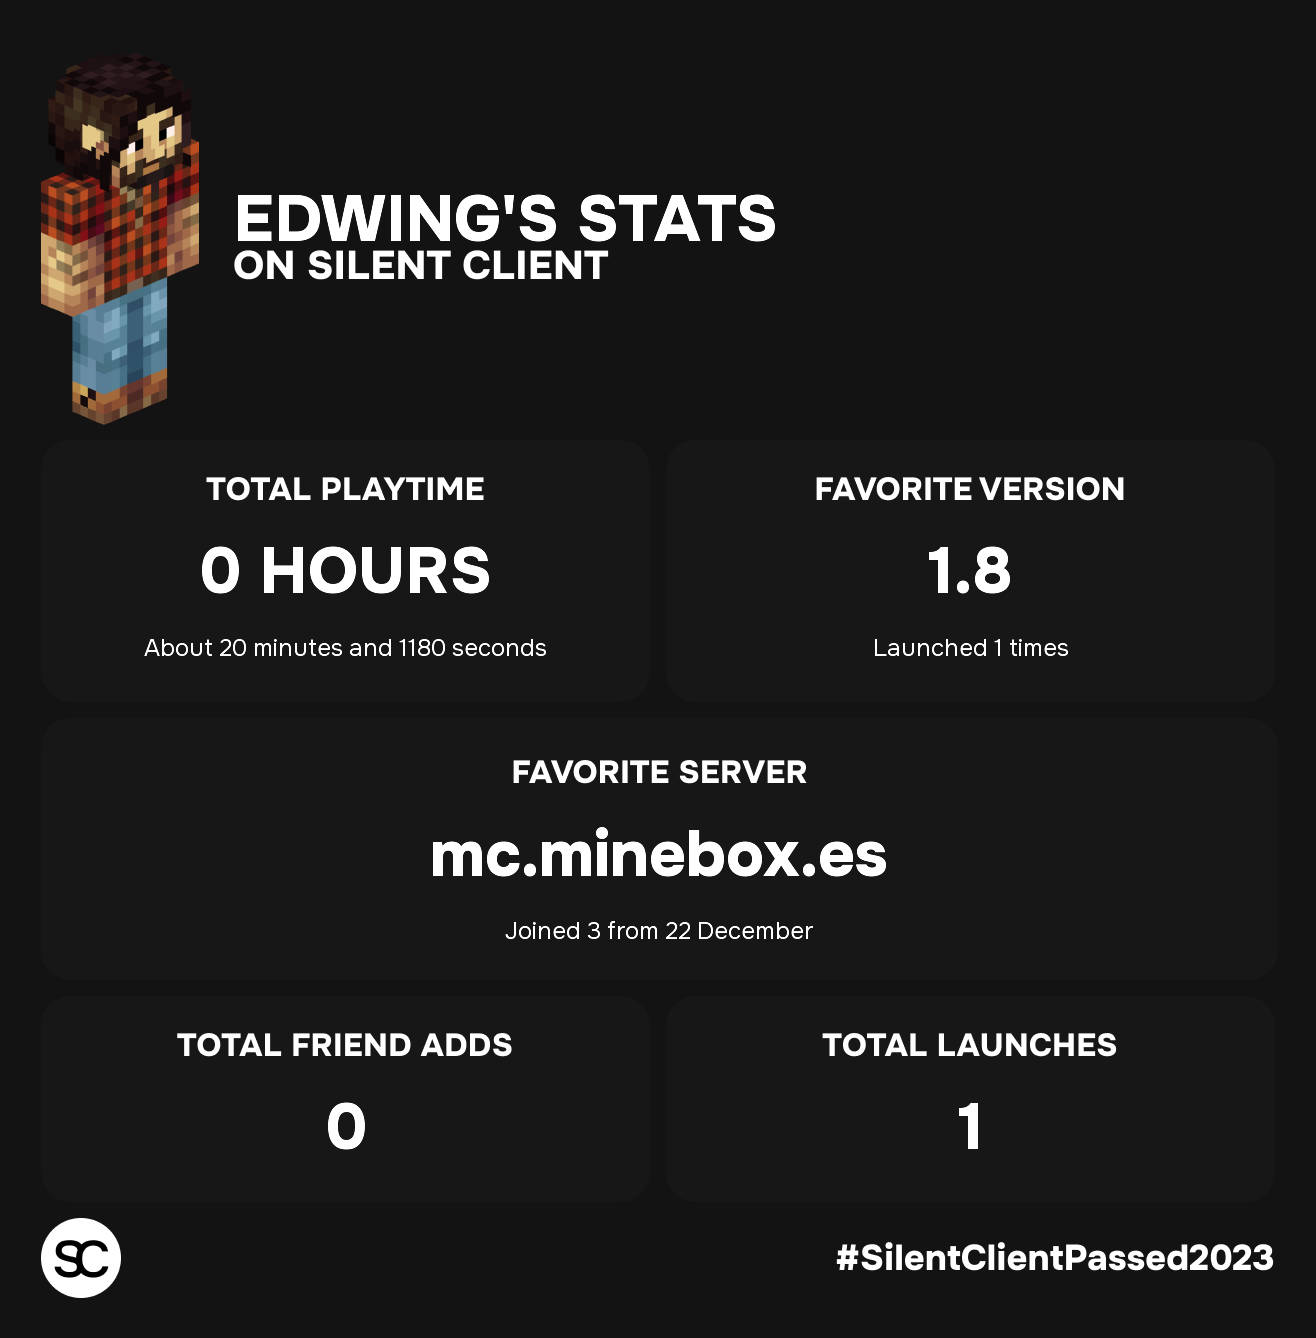 EDWING'S STATS
ON SILENT CLIENT
TOTAL PLAYTIME
0 HOURS
About 20 minutes and 1180 seconds
FAVORITE VERSION
1.8
Launched 1 times
FAVORITE SERVER
mc.minebox.es
Joined 3 from 22 December
TOTAL FRIEND ADDS
0
TOTAL LAUNCHES
1
SC
#SilentClientPassed2023